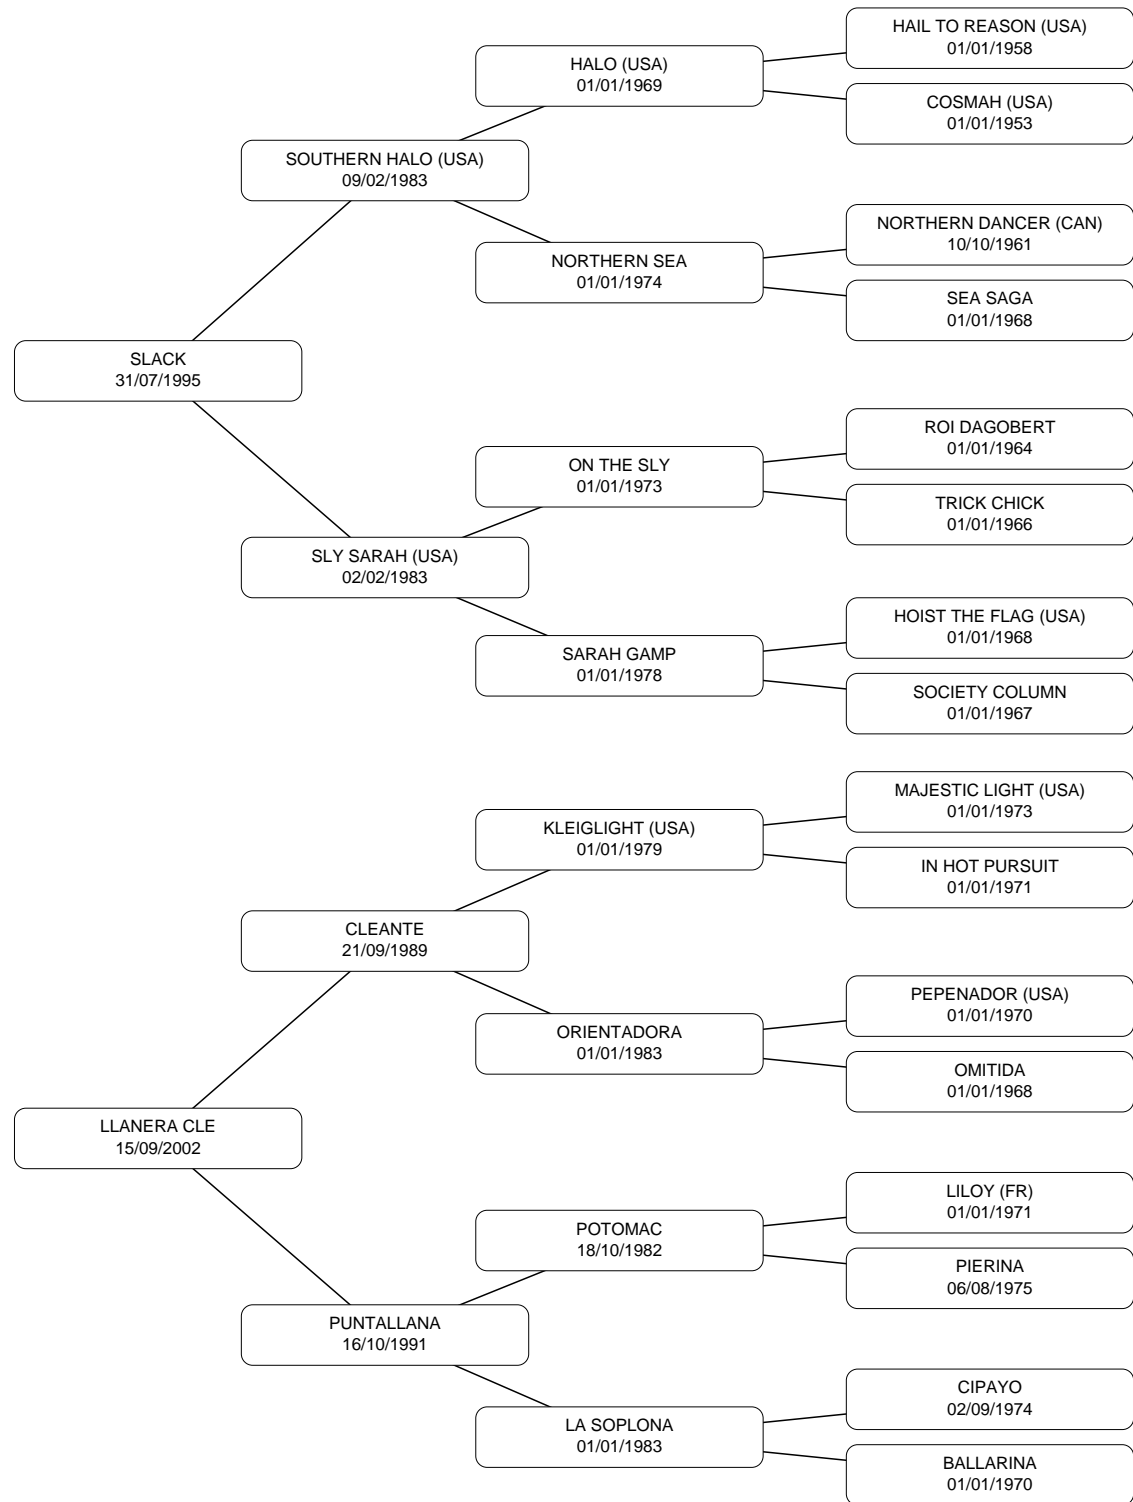 HAIL TO REASON (USA)
01/01/1958
HALO (USA)
01/01/1969
COSMAH (USA)
01/01/1953
SOUTHERN HALO (USA)
09/02/1983
NORTHERN DANCER (CAN)
10/10/1961
NORTHERN SEA
01/01/1974
SEA SAGA
01/01/1968
SLACK
31/07/1995
ROI DAGOBERT
01/01/1964
ON THE SLY
01/01/1973
TRICK CHICK
01/01/1966
SLY SARAH (USA)
02/02/1983
HOIST THE FLAG (USA)
01/01/1968
SARAH GAMP
01/01/1978
SOCIETY COLUMN
01/01/1967
MAJESTIC LIGHT (USA)
01/01/1973
KLEIGLIGHT (USA)
01/01/1979
IN HOT PURSUIT
01/01/1971
CLEANTE
21/09/1989
PEPENADOR (USA)
01/01/1970
ORIENTADORA
01/01/1983
OMITIDA
01/01/1968
LLANERA CLE
15/09/2002
LILOY (FR)
01/01/1971
POTOMAC
18/10/1982
PIERINA
06/08/1975
PUNTALLANA
16/10/1991
CIPAYO
02/09/1974
LA SOPLONA
01/01/1983
BALLARINA
01/01/1970